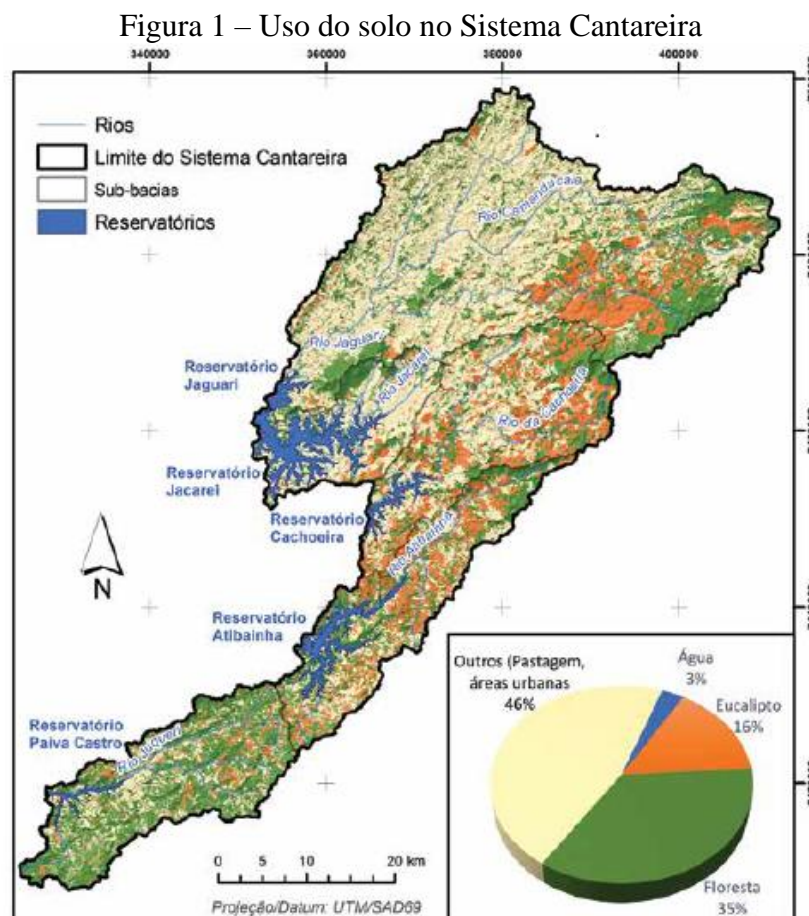 Figura 1 – Uso do solo no Sistema Cantareira
340000
360000
380000
400000
Rios
Limite do Sistema Cantareira
Sub-bacias
Reservatórios
Rio Camanducaia
Rio Jaguari
Rio Jacareí
Rio da Cachoeira
Reservatório
Jaguari
Reservatório
Jacareí
Reservatório
Cachoeira
Rio Atibainha
N
Reservatório
Atibainha
Reservatório
Paiva Castro
Rio Juqueri
0 5 10 20 km
Projeção/Datum: UTM/SAD69
Outros (Pastagem,
áreas urbanas
46%
Água
3%
Eucalipto
16%
Floresta
35%